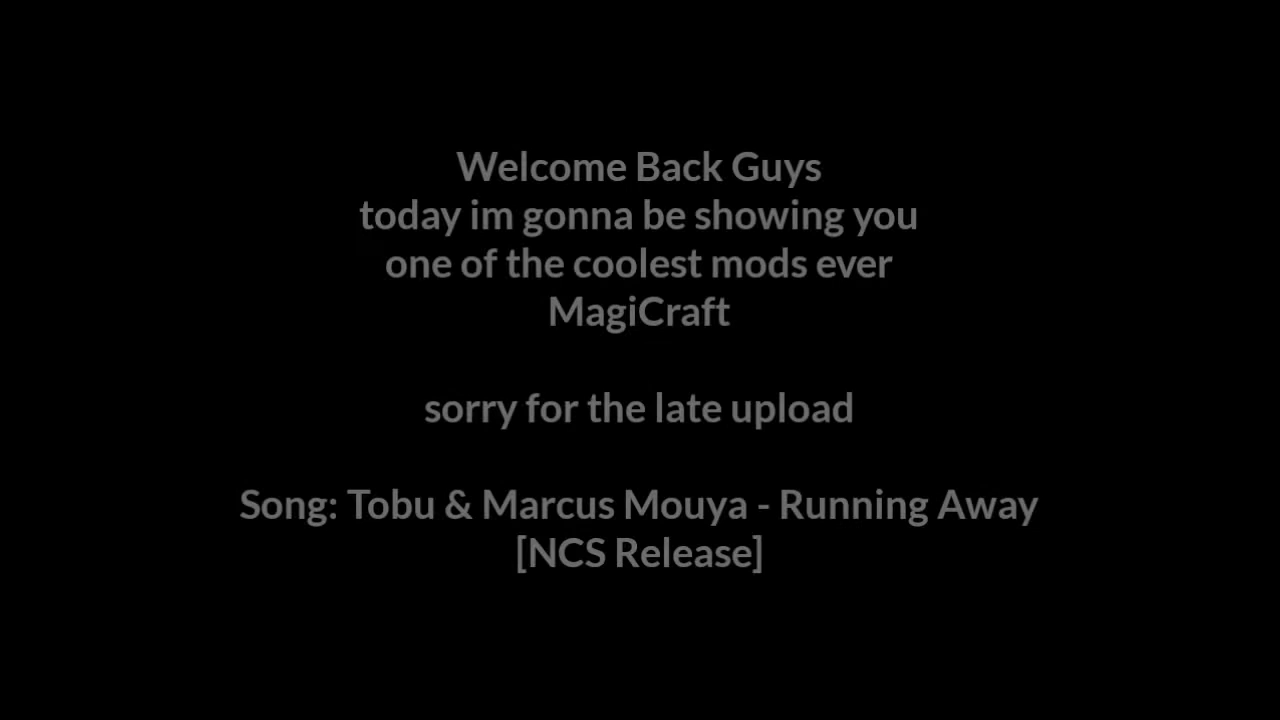 Welcome Back Guys
today im gonna be showing you
one of the coolest mods ever
MagiCraft
sorry for the late upload
Song: Tobu & Marcus Mouya - Running Away
[NCS Release]